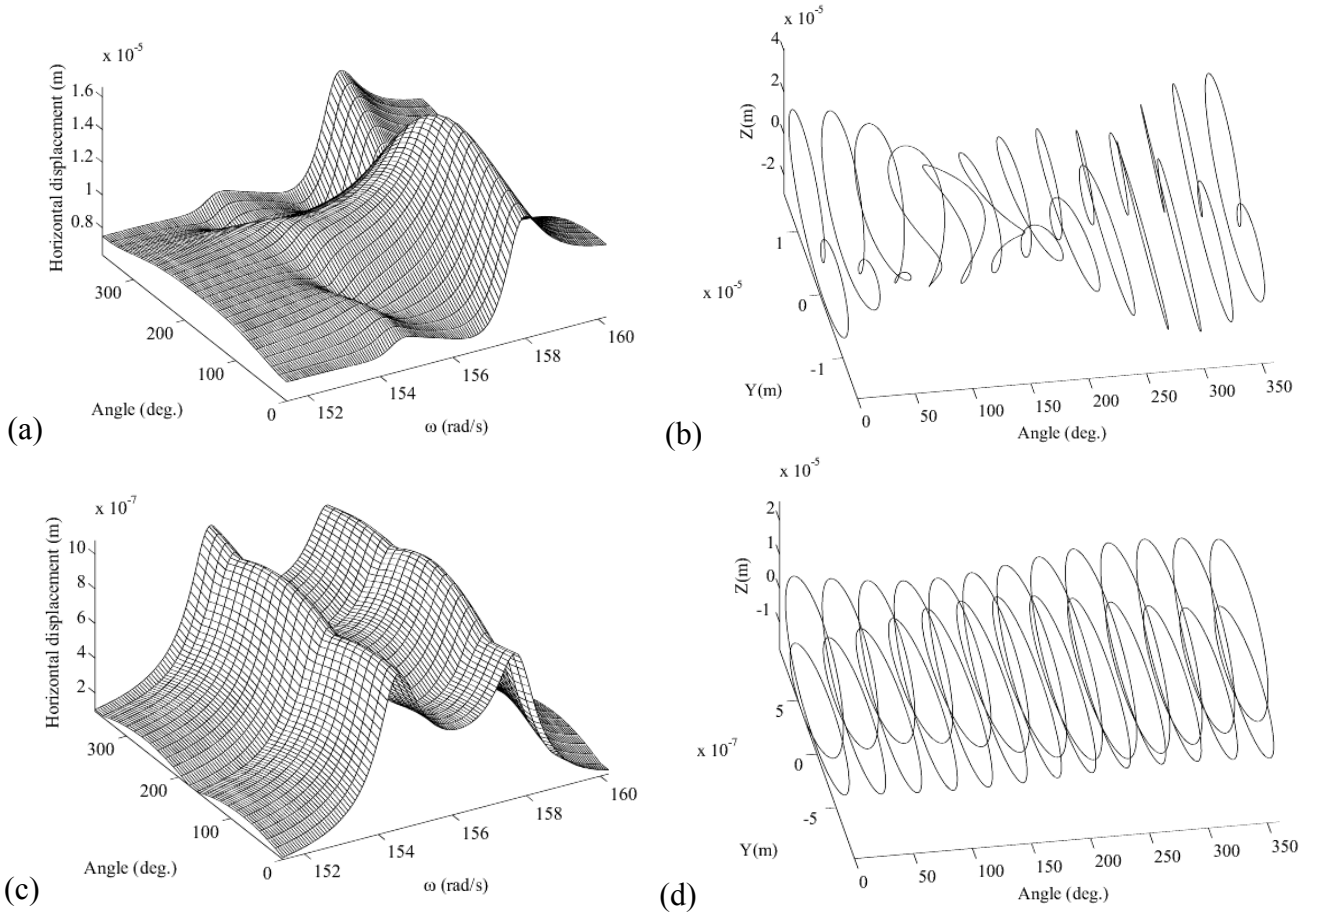 x 10-5
Horizontal displacement (m)
1.6
1.4
1.2
1
0.8
300
200
100
0
Angle (deg.)
152
154
156
158
160
ω (rad/s)
(a)
x 10-5
4
2
0
-2
Z(m)
1
0
-1
x 10-5
Y(m)
0
50
100
150
200
250
300
350
Angle (deg.)
(b)
x 10-7
Horizontal displacement (m)
10
8
6
4
2
300
200
100
0
Angle (deg.)
152
154
156
158
160
ω (rad/s)
(c)
x 10-5
2
1
0
-1
Z(m)
5
0
-5
x 10-7
Y(m)
0
50
100
150
200
250
300
350
Angle (deg.)
(d)